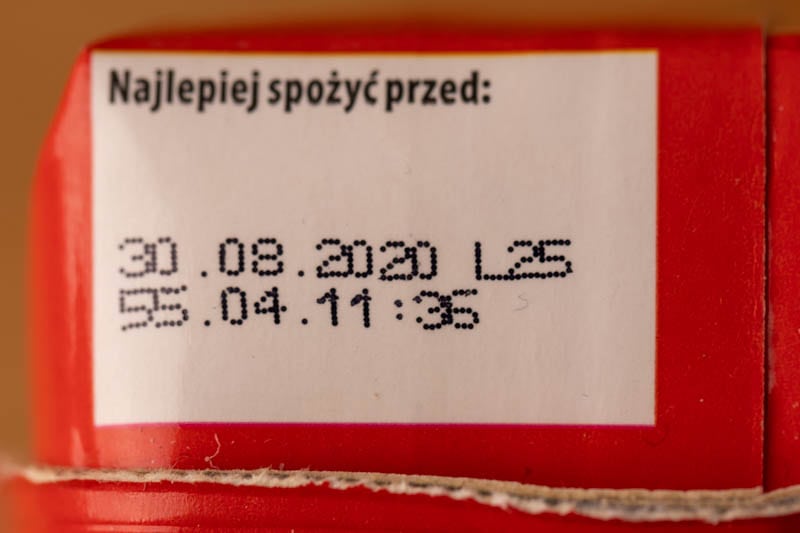 Najlepiej spożyć przed:
30.08.2020 L25
55.04.11:36